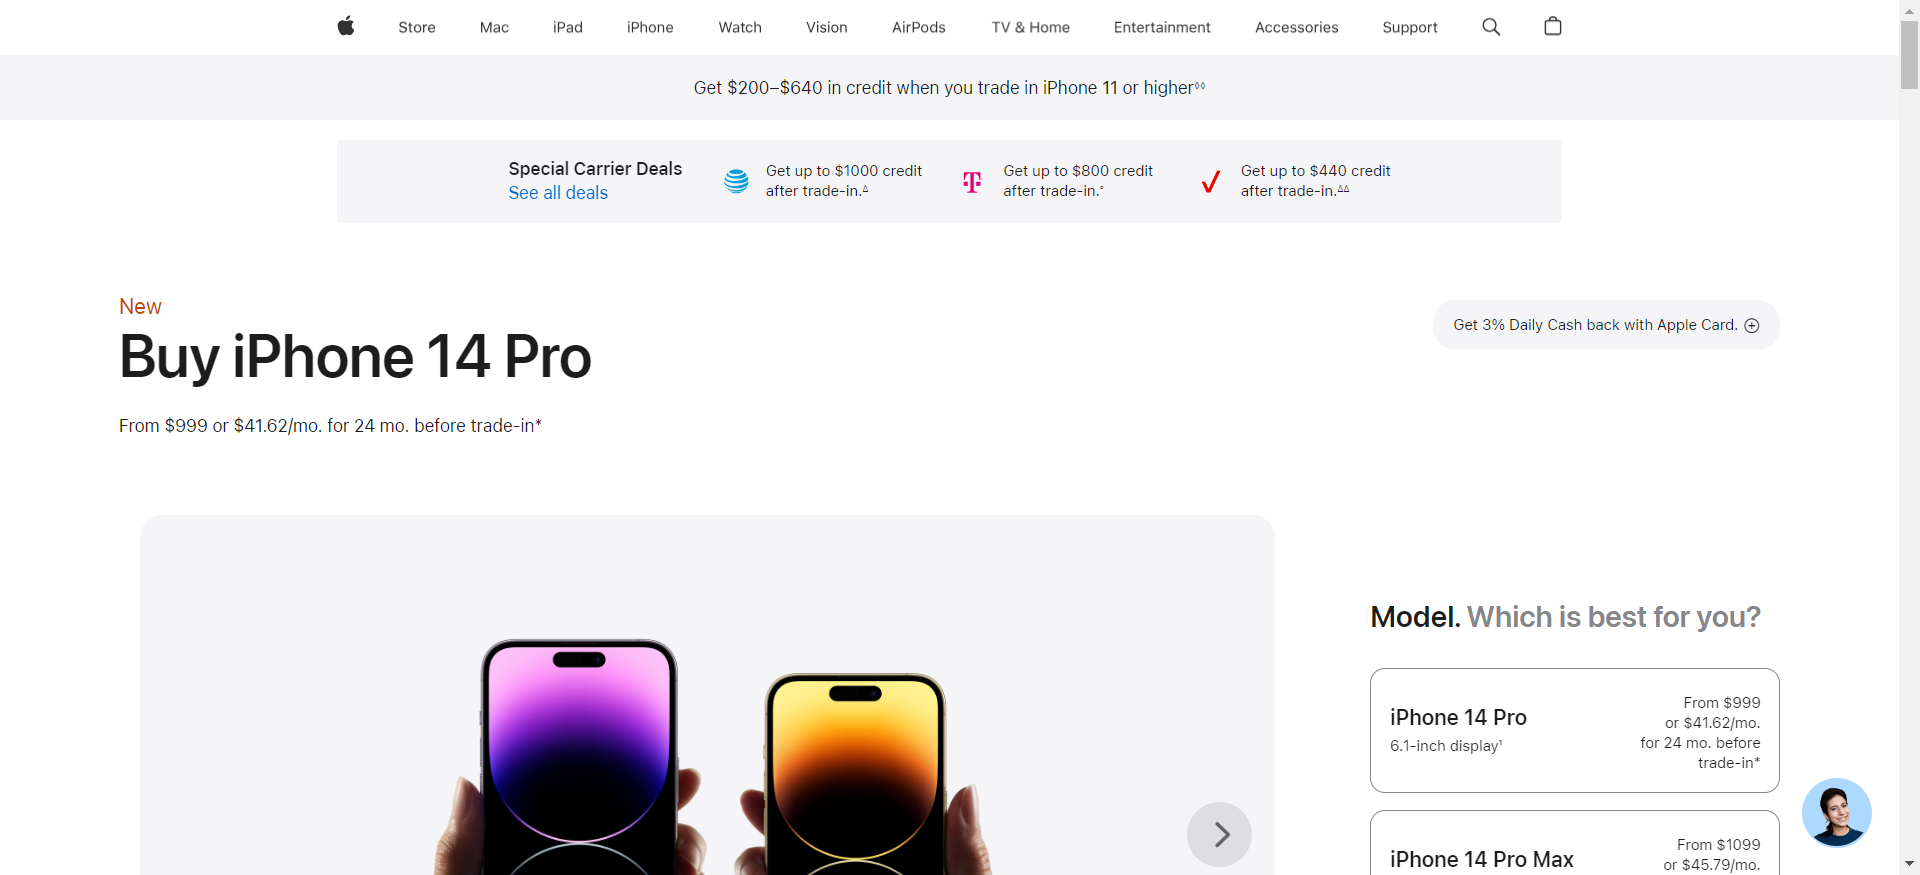 Store Mac iPad iPhone Watch Vision AirPods TV & Home Entertainment Accessories Support
Get $200–$640 in credit when you trade in iPhone 11 or higher◊◊
Special Carrier Deals
See all deals
Get up to $1000 credit
after trade-in.∆
Get up to $800 credit
after trade-in.°
Get up to $440 credit
after trade-in.∆∆
New
Buy iPhone 14 Pro
From $999 or $41.62/mo. for 24 mo. before trade-in*
Get 3% Daily Cash back with Apple Card.
Model. Which is best for you?
iPhone 14 Pro
6.1-inch display¹
From $999
or $41.62/mo.
for 24 mo. before
trade-in*
iPhone 14 Pro Max
From $1099
or $45.79/mo.